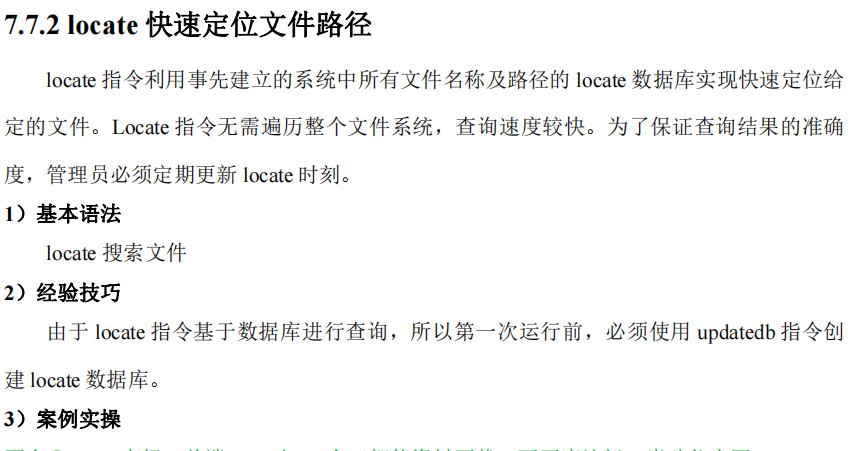 7.7.2 locate 快速定位文件路径
locate 指令利用事先建立的系统中所有文件名称及路径的 locate 数据库实现快速定位给
定的文件。Locate 指令无需遍历整个文件系统，查询速度较快。为了保证查询结果的准确
度，管理员必须定期更新 locate 时刻。
1）基本语法
locate 搜索文件
2）经验技巧
由于 locate 指令基于数据库进行查询，所以第一次运行前，必须使用 updatedb 指令创
建 locate 数据库。
3）案例实操